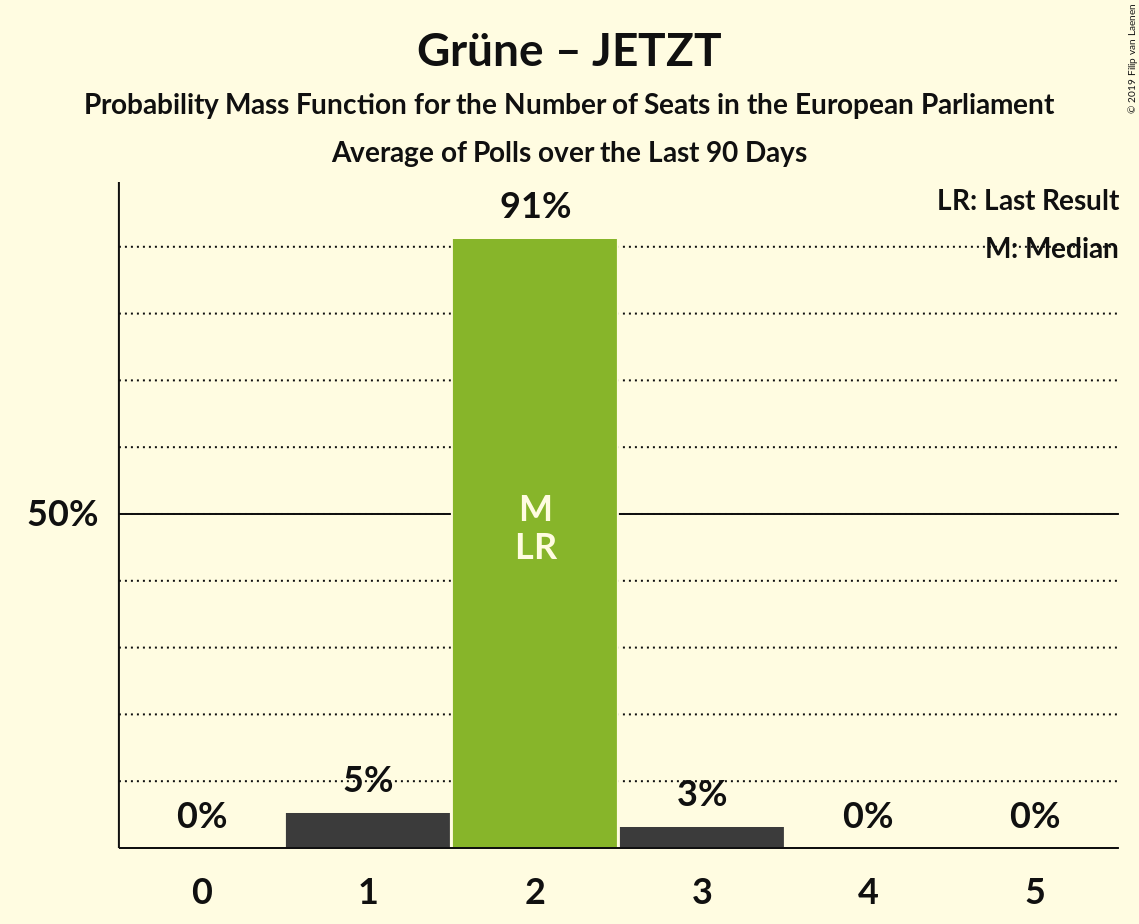 Grüne – JETZT
Probability Mass Function for the Number of Seats in the European Parliament
Average of Polls over the Last 90 Days
© 2019 Filip van Laenen
LR: Last Result
M: Median
91%
50%
M
LR
5%
3%
0%
0%
0%
0 1 2 3 4 5